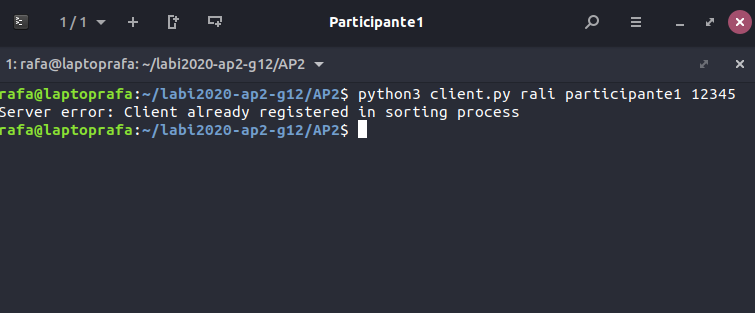 1 / 1
Participante1
1: rafa@laptoprafa: ~/labi2020-ap2-g12/AP2
rafa@laptoprafa:~/labi2020-ap2-g12/AP2$ python3 client.py rali participante1 12345
Server error: Client already registered in sorting process
rafa@laptoprafa:~/labi2020-ap2-g12/AP2$